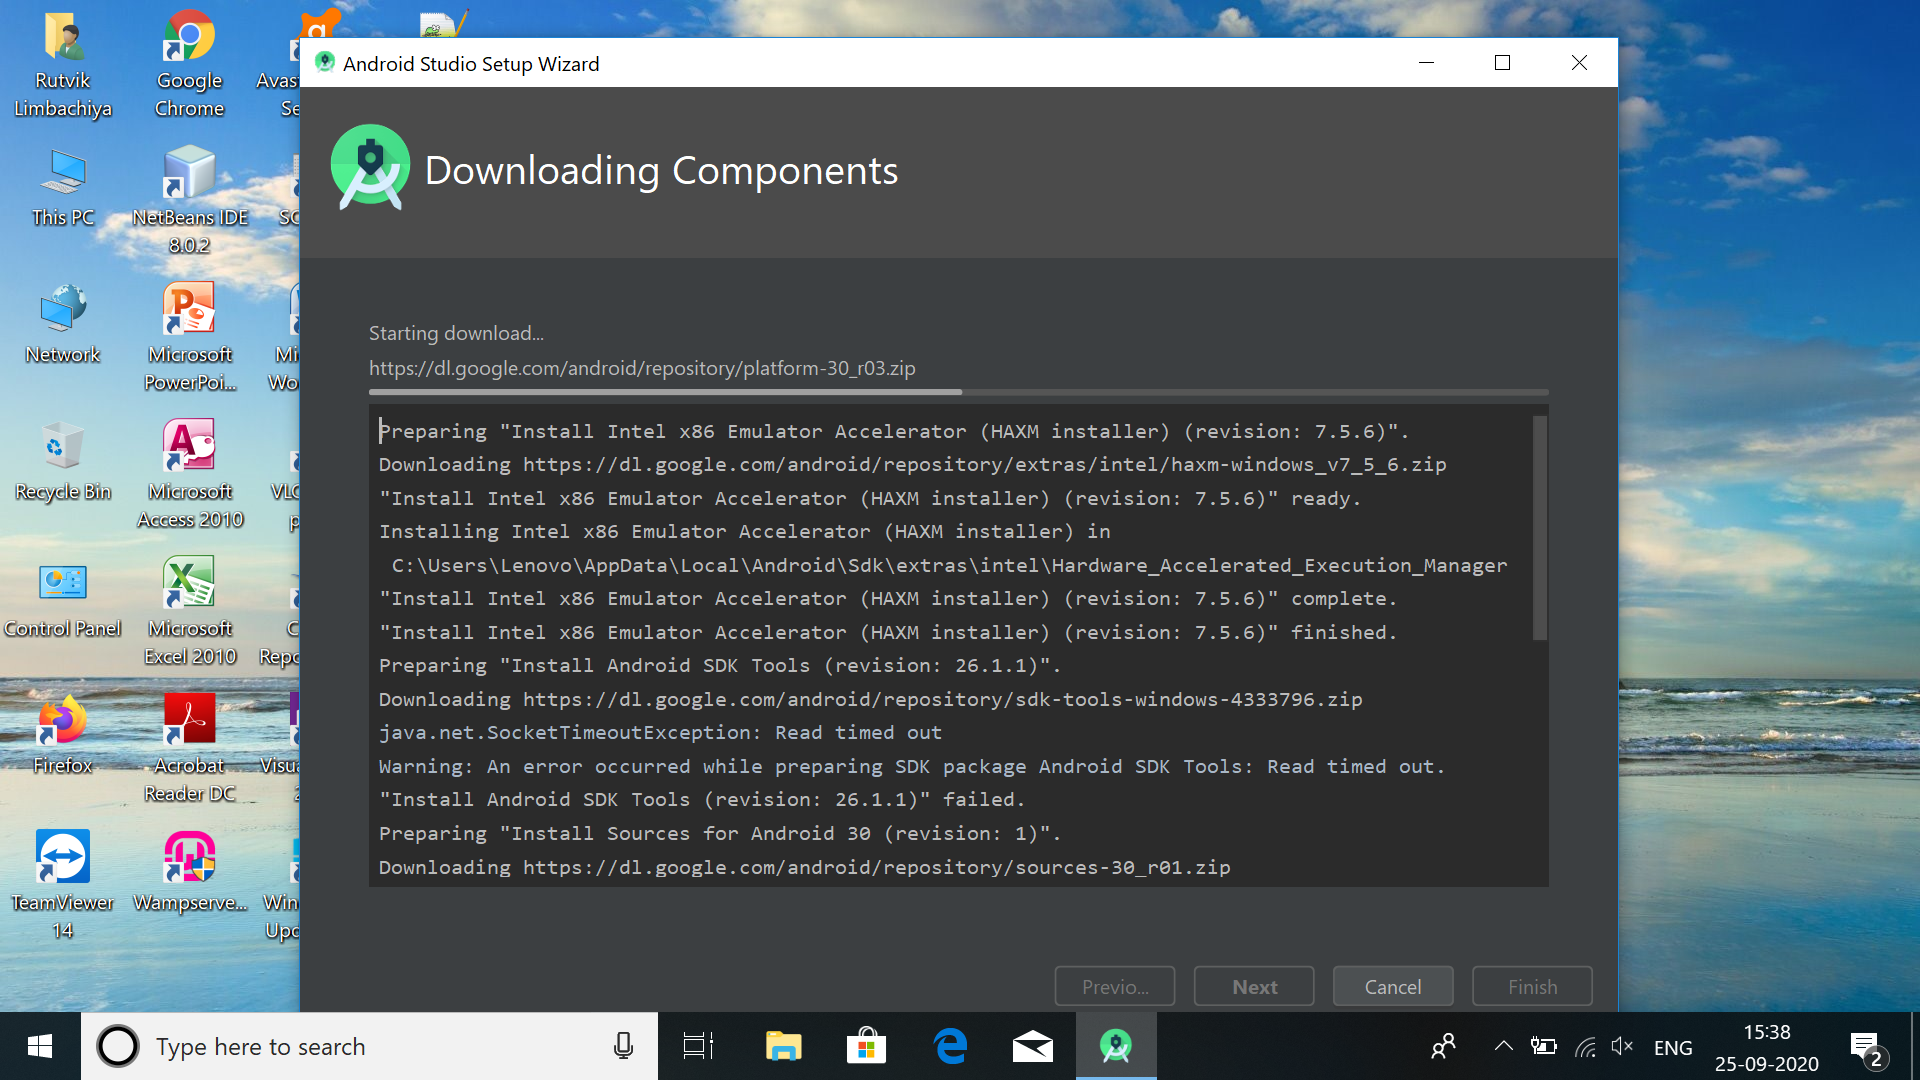 Rutvik
Limbachiya
Google
Chrome
Avast
Se
This PC
NetBeans IDE
8.0.2
SC
Network
Microsoft
PowerPoi...
Mi
Wo
Recycle Bin
Microsoft
Access 2010
VLC
p
Control Panel
Microsoft
Excel 2010
C
Repo
Firefox
Acrobat
Reader DC
Visua
2
TeamViewer
14
Wampserve...
Win
Upd
Android Studio Setup Wizard
Downloading Components
Starting download...
https://dl.google.com/android/repository/platform-30_r03.zip
Preparing "Install Intel x86 Emulator Accelerator (HAXM installer) (revision: 7.5.6)".
Downloading https://dl.google.com/android/repository/extras/intel/haxm-windows_v7_5_6.zip
"Install Intel x86 Emulator Accelerator (HAXM installer) (revision: 7.5.6)" ready.
Installing Intel x86 Emulator Accelerator (HAXM installer) in
C:\Users\Lenovo\AppData\Local\Android\Sdk\extras\intel\Hardware_Accelerated_Execution_Manager
"Install Intel x86 Emulator Accelerator (HAXM installer) (revision: 7.5.6)" complete.
"Install Intel x86 Emulator Accelerator (HAXM installer) (revision: 7.5.6)" finished.
Preparing "Install Android SDK Tools (revision: 26.1.1)".
Downloading https://dl.google.com/android/repository/sdk-tools-windows-4333796.zip
java.net.SocketTimeoutException: Read timed out
Warning: An error occurred while preparing SDK package Android SDK Tools: Read timed out.
"Install Android SDK Tools (revision: 26.1.1)" failed.
Preparing "Install Sources for Android 30 (revision: 1)".
Downloading https://dl.google.com/android/repository/sources-30_r01.zip
Previo...
Next
Cancel
Finish
Type here to search
ENG
15:38
25-09-2020
2